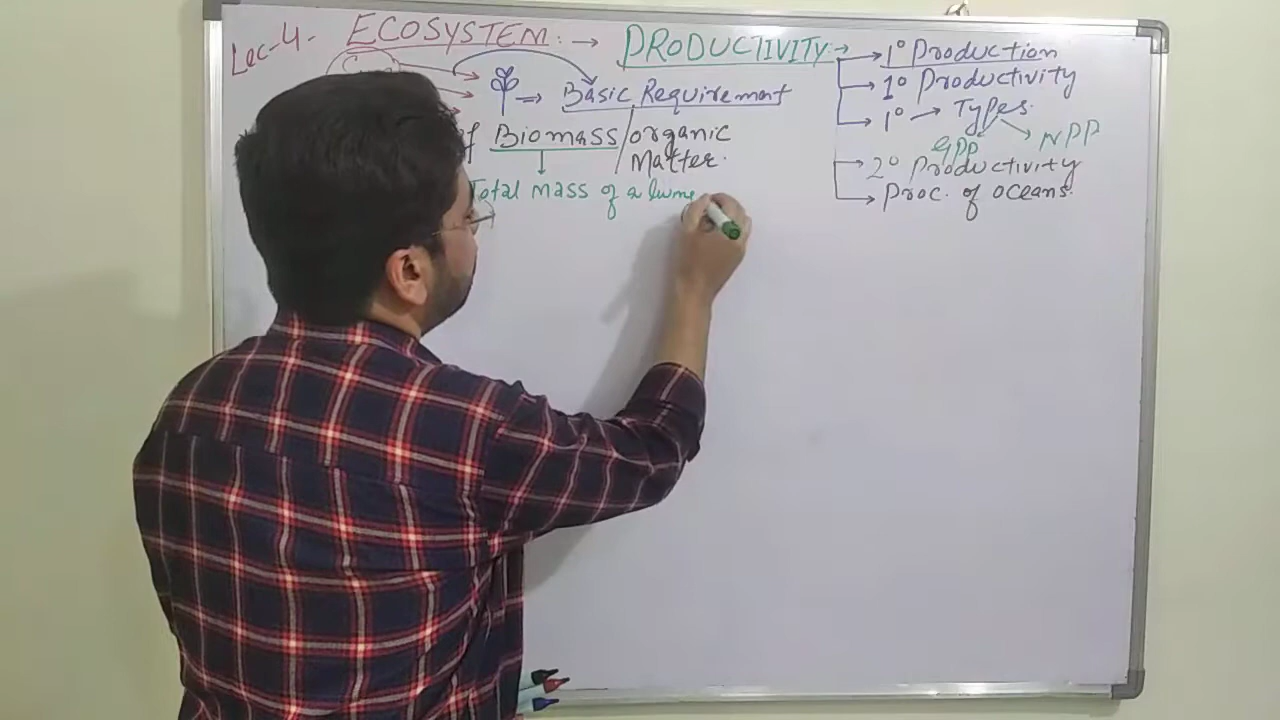 Lec-4- ECOSYSTEM:→ PRODUCTIVITY:→
→ 1° Production
→ 1° Productivity
→ 1° → Types.
GPP NPP
→ 2° Productivity
→ Proc. of oceans.
⇒ Basic Requirement
of Biomass/organic
Matter.
Total mass of a